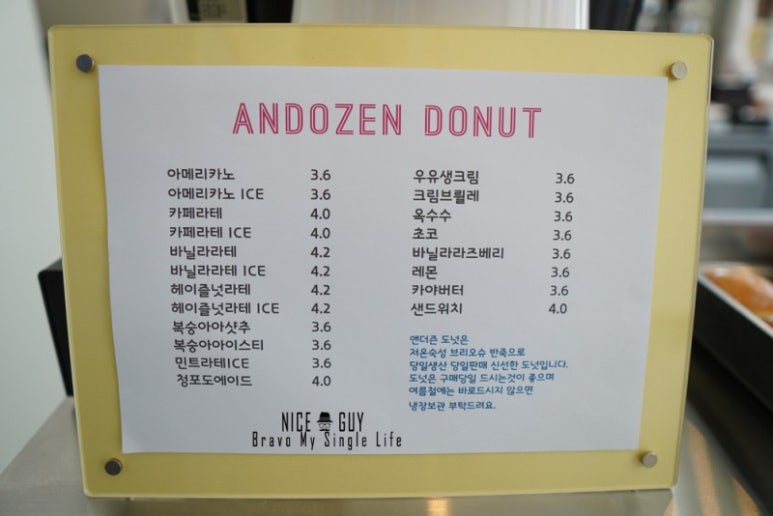 ANDOZEN DONUT
아메리카노 3.6
아메리카노 ICE 3.6
카페라테 4.0
카페라테 ICE 4.0
바닐라라테 4.2
바닐라라테 ICE 4.2
헤이즐넛라테 4.2
헤이즐넛라테 ICE 4.2
복숭아아샷추 3.6
복숭아아이스티 3.6
민트라테ICE 3.6
청포도에이드 4.0
우유생크림 3.6
크림브륄레 3.6
옥수수 3.6
초코 3.6
바닐라라즈베리 3.6
레몬 3.6
카야버터 3.6
샌드위치 4.0
앤더즌 도넛은
저온숙성 브리오슈 반죽으로
당일생산 당일판매 신선한 도넛입니다.
도넛은 구매당일 드시는것이 좋으며
여름철에는 바로드시지 않으면
냉장보관 부탁드려요.
NICE GUY
Bravo My Single Life